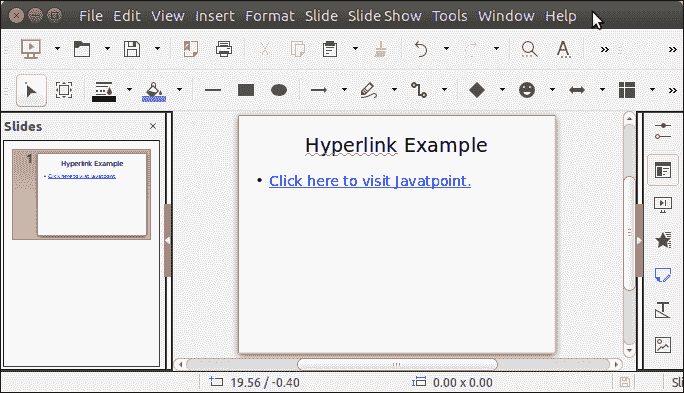 File Edit View Insert Format Slide Slide Show Tools Window Help
Slides
1
Hyperlink Example
• Click here to visit Javatpoint.
Hyperlink Example
• Click here to visit Javatpoint.
19.56 / -0.40 0.00 x 0.00 Sli